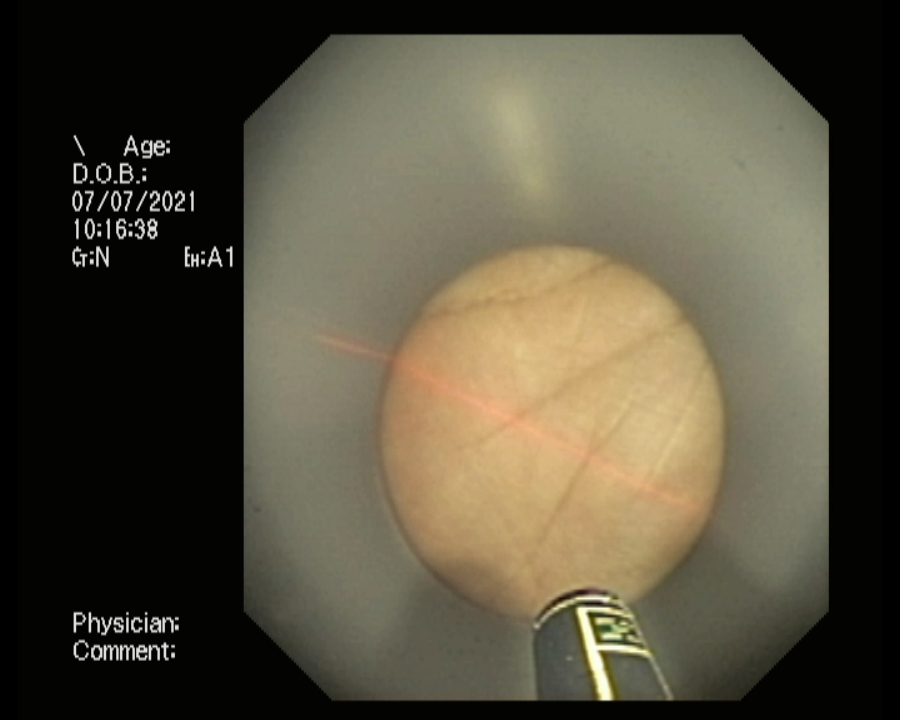 \ Age:
D.O.B.:
07/07/2021
10:16:38
Cr:N EH:A1
Physician:
Comment: